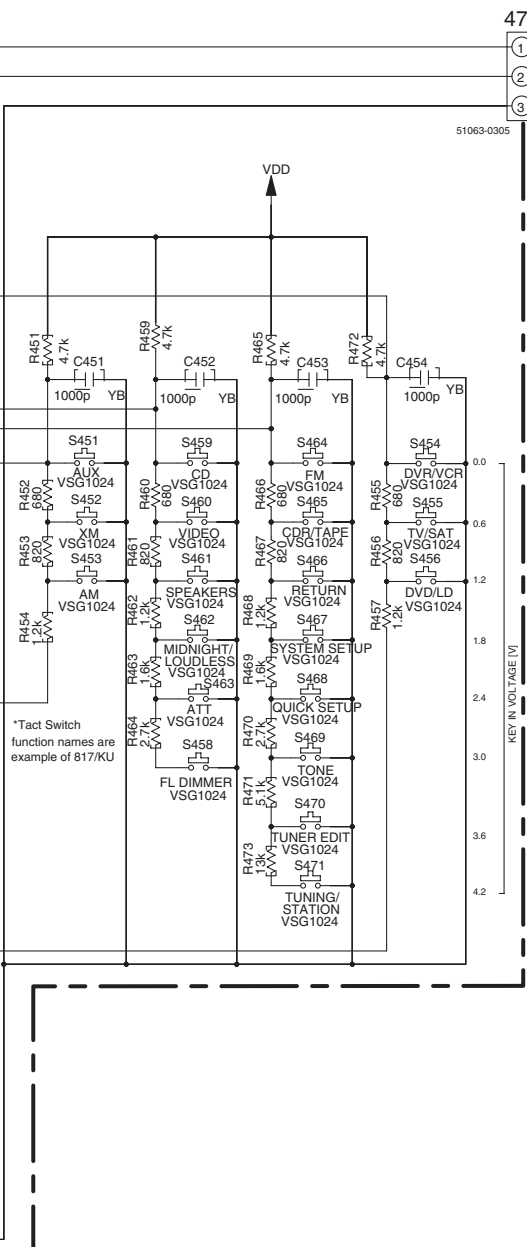 47
1
2
3
51063-0305
VDD
R451
4.7k
R459
4.7k
R465
4.7k
R472
4.7k
C451
1000p
YB
C452
1000p
YB
C453
1000p
YB
C454
1000p
YB
S451
AUX
VSG1024
R452
680
S452
XM
VSG1024
R453
820
S453
AM
VSG1024
R454
1.2k
S459
CD
VSG1024
R460
680
S460
VIDEO
VSG1024
R461
820
S461
SPEAKERS
VSG1024
R462
1.2k
S462
MIDNIGHT/
LOUDLESS
VSG1024
R463
1.6k
S463
ATT
VSG1024
R464
2.7k
S458
FL DIMMER
VSG1024
S464
FM
VSG1024
R466
680
S465
CDR/TAPE
VSG1024
R467
820
S466
RETURN
VSG1024
R468
1.2k
S467
SYSTEM SETUP
VSG1024
R469
1.6k
S468
QUICK SETUP
VSG1024
R470
2.7k
S469
TONE
VSG1024
R471
5.1k
S470
TUNER EDIT
VSG1024
R473
13k
S471
TUNING/
STATION
VSG1024
S454
DVR/VCR
VSG1024
R455
680
S455
TV/SAT
VSG1024
R456
820
S456
DVD/LD
VSG1024
R457
1.2k
0.0
0.6
1.2
1.8
2.4
3.0
3.6
4.2
KEY IN VOLTAGE [V]
*Tact Switch
function names are
example of 817/KU